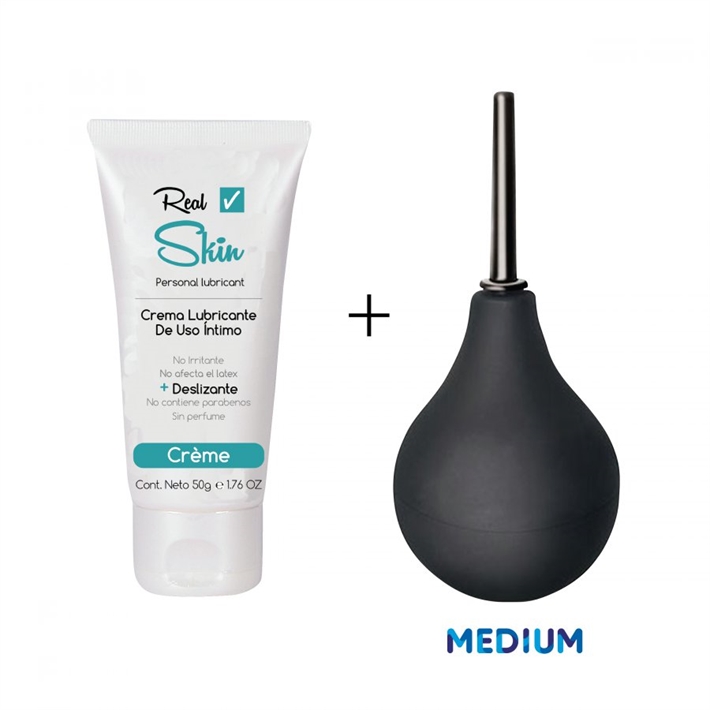 Real
Skin
Personal lubricant
Crema Lubricante
De Uso Íntimo
No Irritante
No afecta el latex
+ Deslizante
No contiene parabenos
Sin perfume
Crème
Cont. Neto 50g e 1.76 OZ
+
MEDIUM